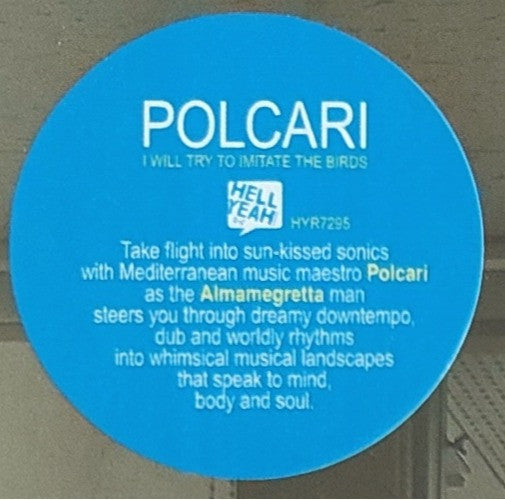 POLCARI
I WILL TRY TO IMITATE THE BIRDS
HELL
YEAH
HYR7295
Take flight into sun-kissed sonics
with Mediterranean music maestro Polcari
as the Almamegretta man
steers you through dreamy downtempo,
dub and worldly rhythms
into whimsical musical landscapes
that speak to mind,
body and soul.